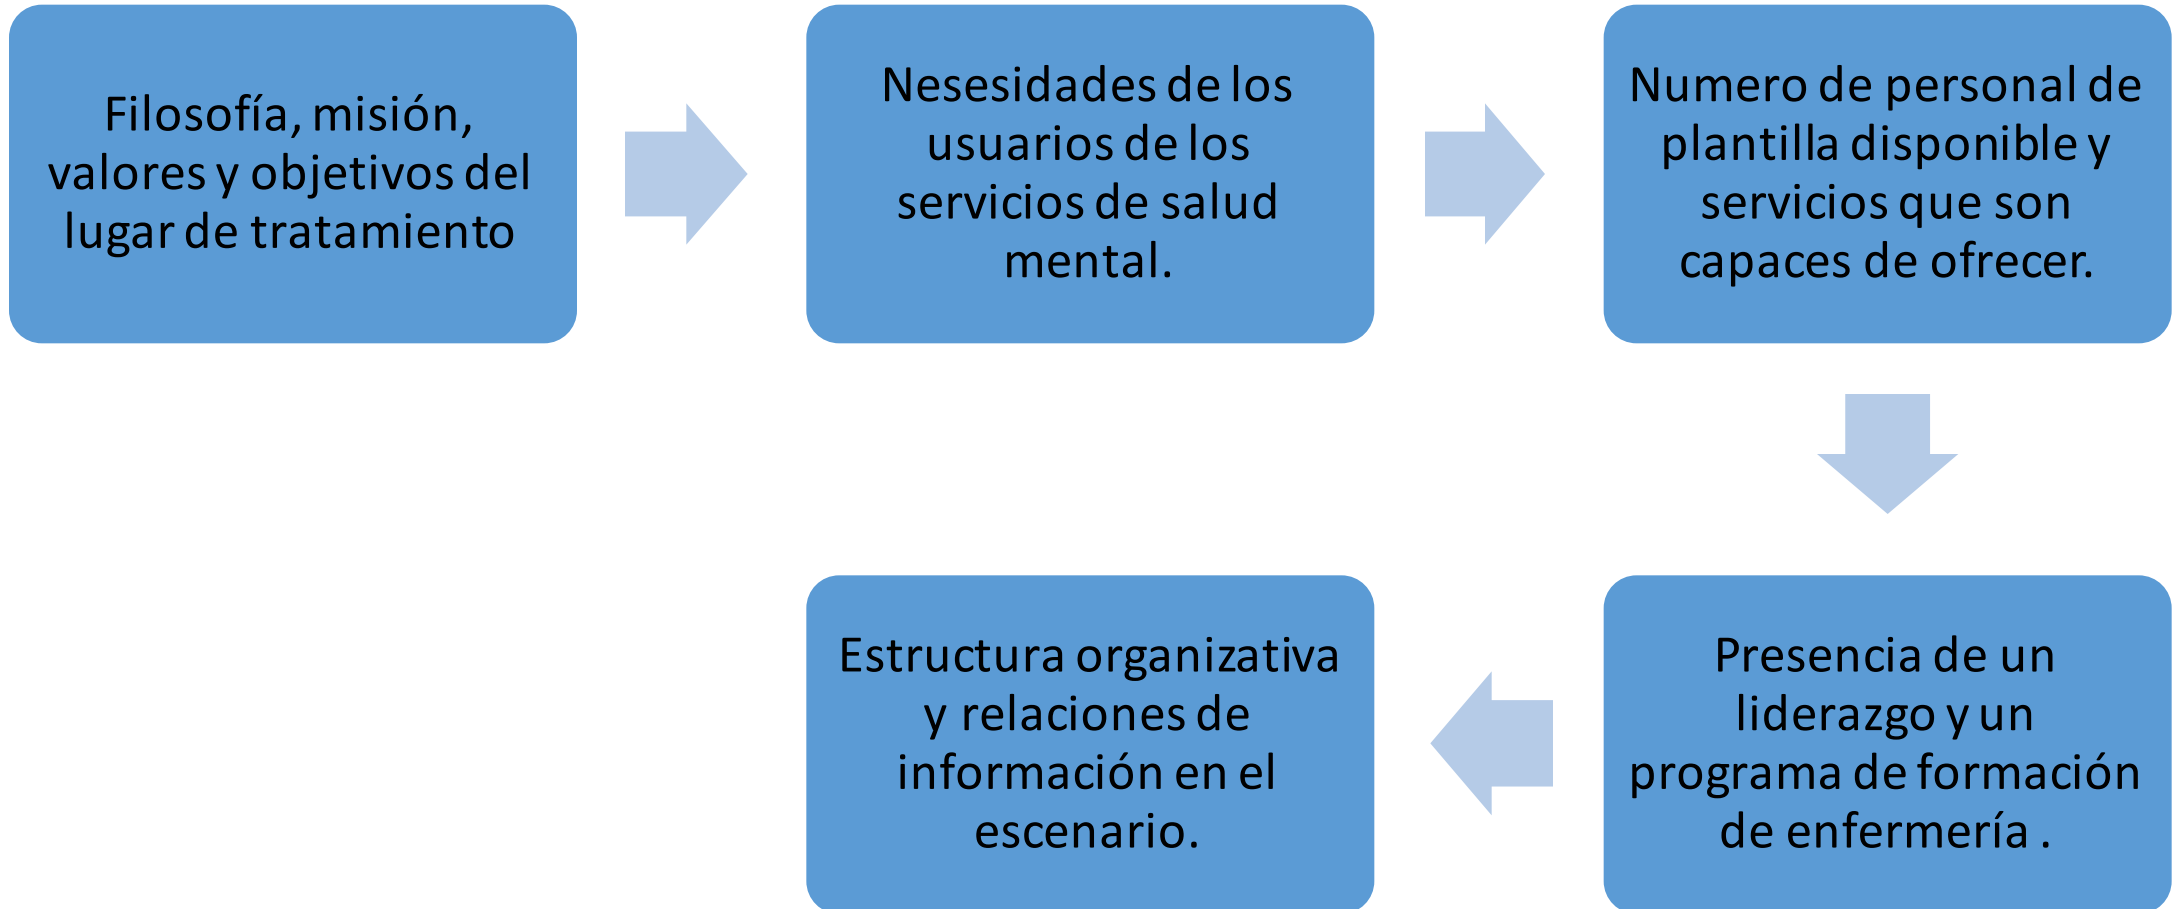 Filosofía, misión,
valores y objetivos del
lugar de tratamiento
Nesesidades de los
usuarios de los
servicios de salud
mental.
Numero de personal de
plantilla disponible y
servicios que son
capaces de ofrecer.
Presencia de un
liderazgo y un
programa de formación
de enfermería .
Estructura organizativa
y relaciones de
información en el
escenario.